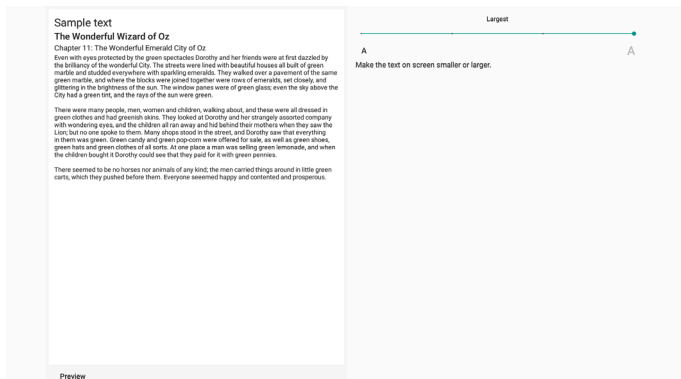 Sample text
The Wonderful Wizard of Oz
Chapter 11: The Wonderful Emerald City of Oz
Even with eyes protected by the green spectacles Dorothy and her friends were at first dazzled by
the brilliancy of the wonderful City. The streets were lined with beautiful houses all built of green
marble and studded everywhere with sparkling emeralds. They walked over a pavement of the same
green marble, and where the blocks were joined together were rows of emeralds, set closely, and
glittering in the brightness of the sun. The window panes were of green glass; even the sky above the
City had a green tint, and the rays of the sun were green.
There were many people, men, women and children, walking about, and these were all dressed in
green clothes and had greenish skins. They looked at Dorothy and her strangely assorted company
with wondering eyes, and the children all ran away and hid behind their mothers when they saw the
Lion; but no one spoke to them. Many shops stood in the street, and Dorothy saw that everything
in them was green. Green candy and green pop-corn were offered for sale, as well as green shoes,
green hats and green clothes of all sorts. At one place a man was selling green lemonade, and when
the children bought it Dorothy could see that they paid for it with green pennies.
There seemed to be no horses nor animals of any kind; the men carried things around in little green
carts, which they pushed before them. Everyone seeemed happy and contented and prosperous.
Preview
Largest
A A
Make the text on screen smaller or larger.